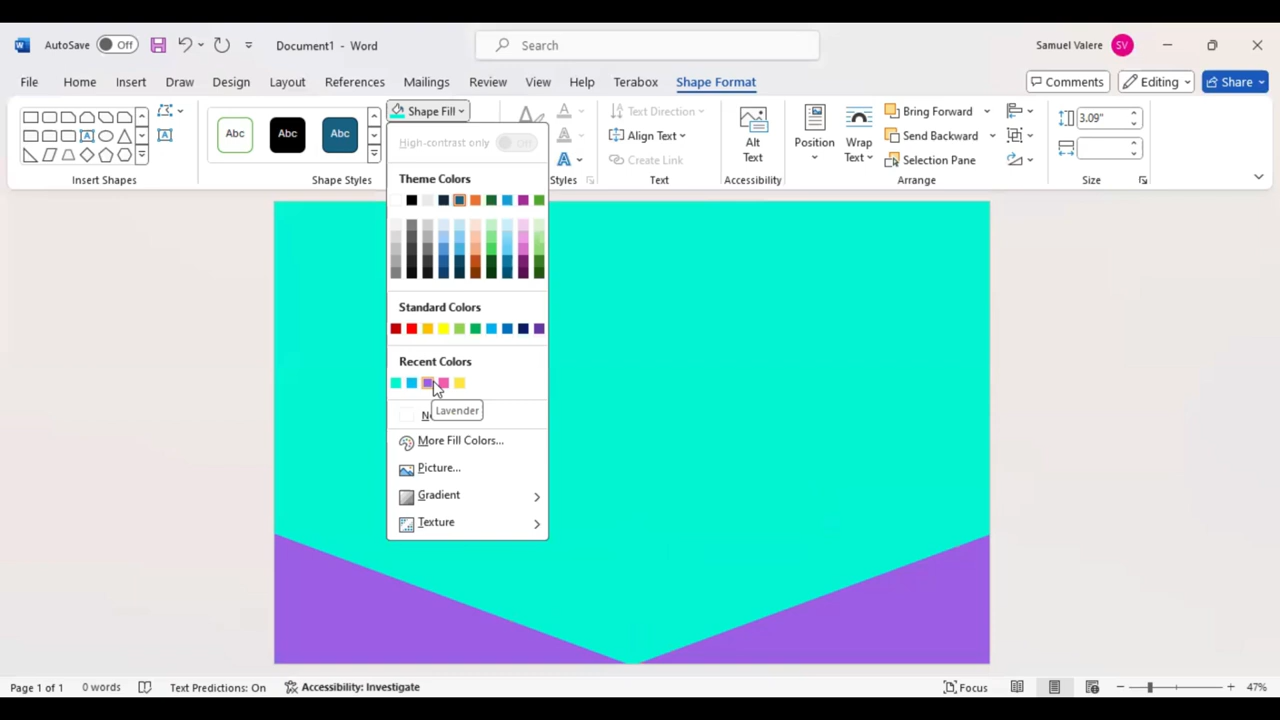 AutoSave Off Document1 - Word Search Samuel Valere SV
File Home Insert Draw Design Layout References Mailings Review View Help Terabox Shape Format Comments Editing Share
Abc Abc Abc Shape Fill Text Direction Alt Text Position Wrap Text Bring Forward 3.09"
Align Text Send Backward
Create Link Selection Pane
Insert Shapes Shape Styles Styles Text Accessibility Arrange Size
High-contrast only Off
Theme Colors
Standard Colors
Recent Colors
Lavender
More Fill Colors...
Picture...
Gradient
Texture
Page 1 of 1 0 words Text Predictions: On Accessibility: Investigate Focus 47%